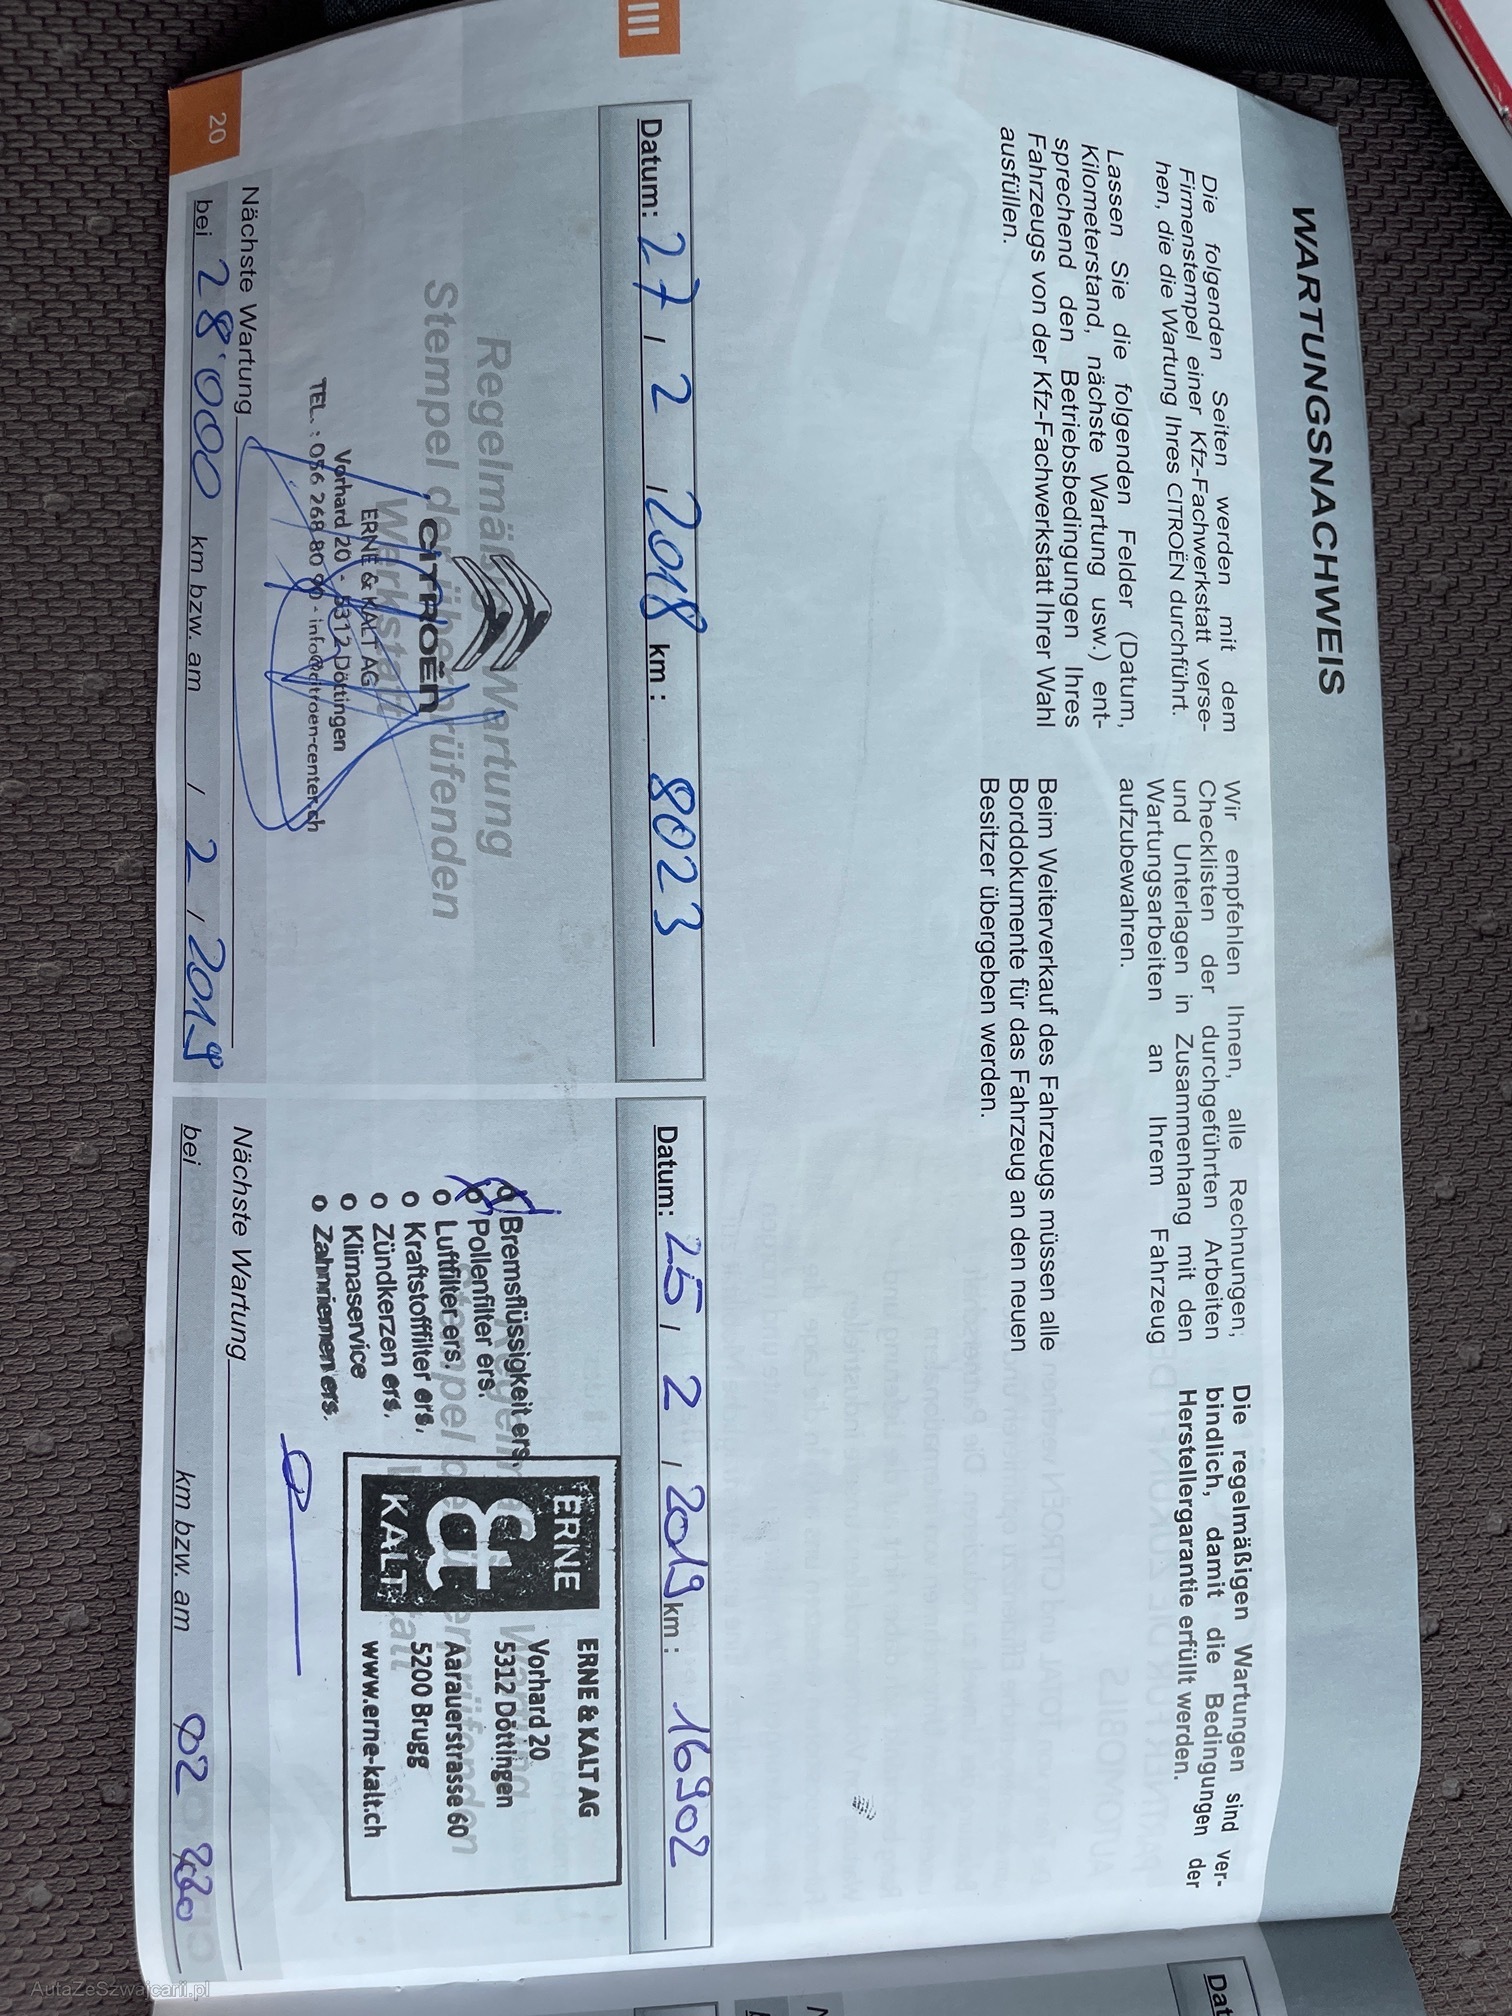 WARTUNGSNACHWEIS
Die folgenden Seiten werden mit dem
Firmenstempel einer Kfz-Fachwerkstatt verse-
hen, die die Wartung Ihres CITROËN durchführt.
Lassen Sie die folgenden Felder (Datum,
Kilometerstand, nächste Wartung usw.) ent-
sprechend den Betriebsbedingungen Ihres
Fahrzeugs von der Kfz-Fachwerkstatt Ihrer Wahl
ausfüllen.
Wir empfehlen Ihnen, alle Rechnungen,
Checklisten der durchgeführten Arbeiten
und Unterlagen in Zusammenhang mit den
Wartungsarbeiten an Ihrem Fahrzeug
aufzubewahren.
Beim Weiterverkauf des Fahrzeugs müssen alle
Borddokumente für das Fahrzeug an den neuen
Besitzer übergeben werden.
Die regelmäßigen Wartungen sind ver-
bindlich, damit die Bedingungen der
Herstellergarantie erfüllt werden.
III
Datum: 27 / 2 / 2018 km : 8023
Regelmäßige Wartung
Stempel der überprüfenden
Werkstatt
CITROËN
ERNE & KALT AG
Vorhard 20 - 5312 Döttingen
TEL. : 056 268 80 90 - info@citroen-center.ch
Nächste Wartung
bei 28'000 km bzw. am / 2 / 2019
20
Datum: 25 / 2 / 2019 km : 16902
o Bremsflüssigkeit ers.
o Pollenfilter ers.
o Luftfilter ers.
o Kraftstofffilter ers.
o Zündkerzen ers.
o Klimaservice
o Zahnriemen ers.
ERNE
&
KALT
ERNE & KALT AG
Vorhard 20
5312 Döttingen
Aarauerstrasse 60
5200 Brugg
www.erne-kalt.ch
Nächste Wartung
bei km bzw. am 02
Dat
AutaZeSzwajcarii.pl